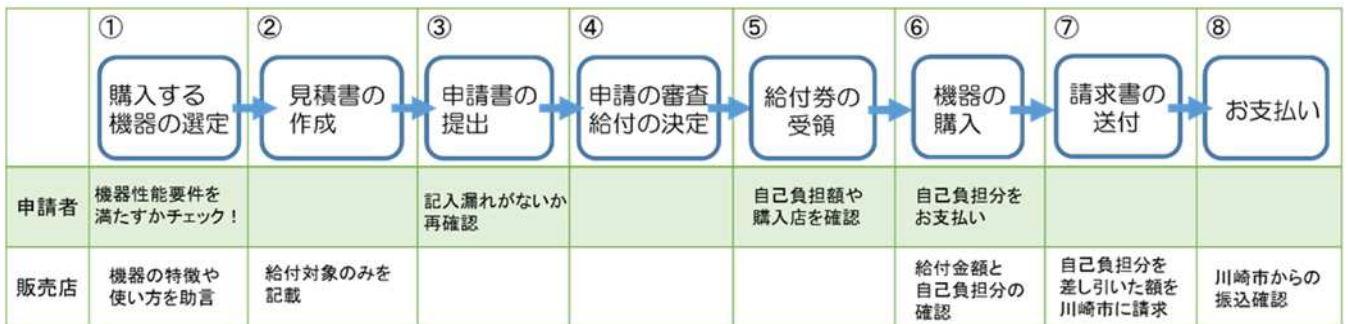 ①
②
③
④
⑤
⑥
⑦
⑧
購入する
機器の選定
見積書の
作成
申請書の
提出
申請の審査
給付の決定
給付券の
受領
機器の
購入
請求書の
送付
お支払い
申請者
機器性能要件を
満たすかチェック！
記入漏れがないか
再確認
自己負担額や
購入店を確認
自己負担分を
お支払い
販売店
機器の特徴や
使い方を助言
給付対象のみを
記載
給付金額と
自己負担分の
確認
自己負担分を
差し引いた額を
川崎市に請求
川崎市からの
振込確認